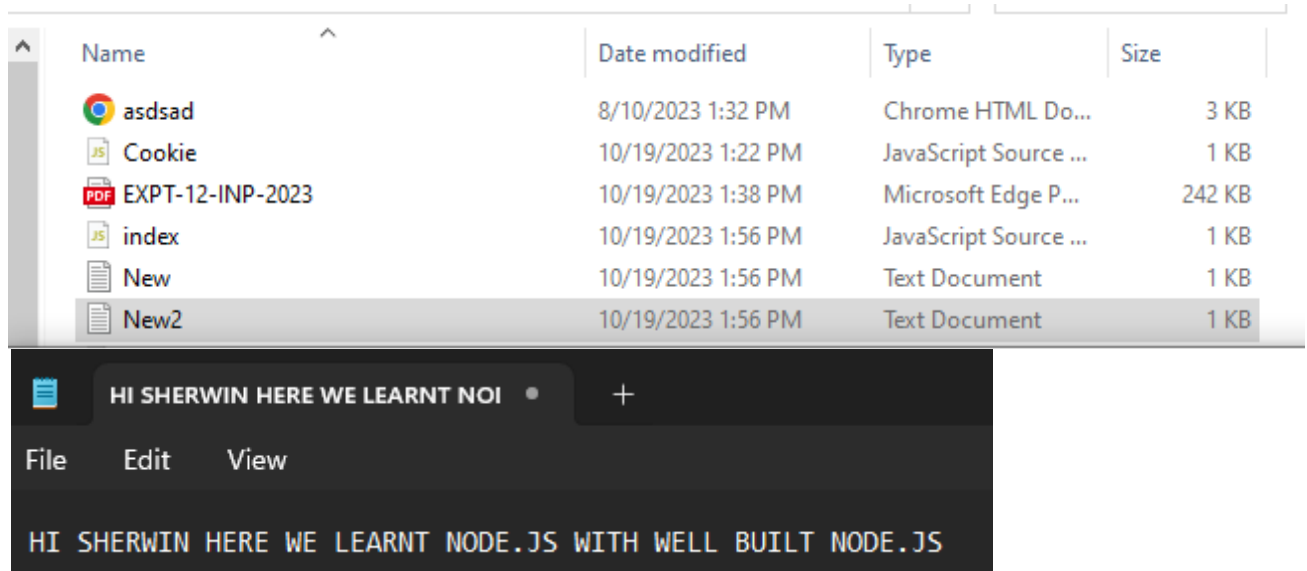 Name Date modified Type Size
asdsad 8/10/2023 1:32 PM Chrome HTML Do... 3 KB
JS Cookie 10/19/2023 1:22 PM JavaScript Source ... 1 KB
PDF EXPT-12-INP-2023 10/19/2023 1:38 PM Microsoft Edge P... 242 KB
JS index 10/19/2023 1:56 PM JavaScript Source ... 1 KB
New 10/19/2023 1:56 PM Text Document 1 KB
New2 10/19/2023 1:56 PM Text Document 1 KB
HI SHERWIN HERE WE LEARNT NOI
File Edit View
HI SHERWIN HERE WE LEARNT NODE.JS WITH WELL BUILT NODE.JS